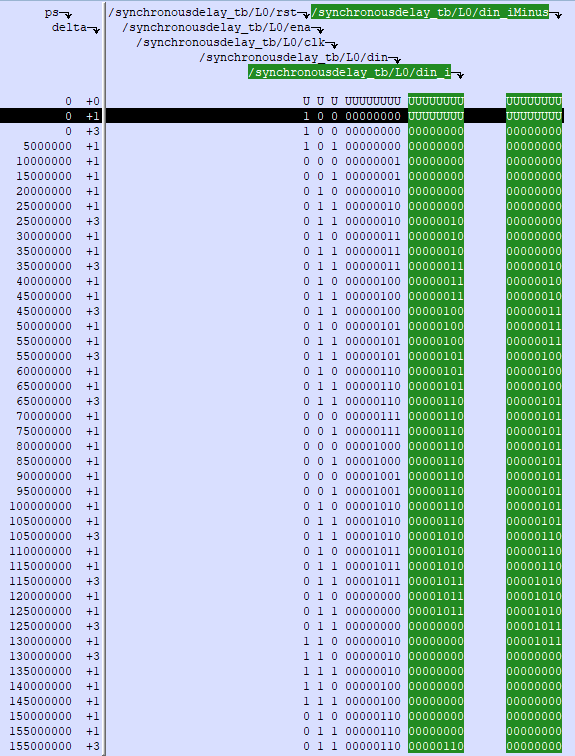 ps /synchronousdelay_tb/L0/rst /synchronousdelay_tb/L0/din_iMinus
delta /synchronousdelay_tb/L0/ena
/synchronousdelay_tb/L0/clk
/synchronousdelay_tb/L0/din
/synchronousdelay_tb/L0/din_i
0 +0 U U U UUUUUUUU UUUUUUUU UUUUUUUU
0 +1 1 0 0 00000000 UUUUUUUU UUUUUUUU
0 +3 1 0 0 00000000 00000000 00000000
5000000 +1 1 0 1 00000000 00000000 00000000
10000000 +1 0 0 0 00000001 00000000 00000000
15000000 +1 0 0 1 00000001 00000000 00000000
20000000 +1 0 1 0 00000010 00000000 00000000
25000000 +1 0 1 1 00000010 00000000 00000000
25000000 +3 0 1 1 00000010 00000010 00000000
30000000 +1 0 1 0 00000011 00000010 00000000
35000000 +1 0 1 1 00000011 00000010 00000000
35000000 +3 0 1 1 00000011 00000011 00000010
40000000 +1 0 1 0 00000100 00000011 00000010
45000000 +1 0 1 1 00000100 00000011 00000010
45000000 +3 0 1 1 00000100 00000100 00000011
50000000 +1 0 1 0 00000101 00000100 00000011
55000000 +1 0 1 1 00000101 00000100 00000011
55000000 +3 0 1 1 00000101 00000101 00000100
60000000 +1 0 1 0 00000110 00000101 00000100
65000000 +1 0 1 1 00000110 00000101 00000100
65000000 +3 0 1 1 00000110 00000110 00000101
70000000 +1 0 0 0 00000111 00000110 00000101
75000000 +1 0 0 1 00000111 00000110 00000101
80000000 +1 0 0 0 00001000 00000110 00000101
85000000 +1 0 0 1 00001000 00000110 00000101
90000000 +1 0 0 0 00001001 00000110 00000101
95000000 +1 0 0 1 00001001 00000110 00000101
100000000 +1 0 1 0 00001010 00000110 00000101
105000000 +1 0 1 1 00001010 00000110 00000101
105000000 +3 0 1 1 00001010 00001010 00000110
110000000 +1 0 1 0 00001011 00001010 00000110
115000000 +1 0 1 1 00001011 00001010 00000110
115000000 +3 0 1 1 00001011 00001011 00001010
120000000 +1 0 1 0 00000000 00001011 00001010
125000000 +1 0 1 1 00000000 00001011 00001010
125000000 +3 0 1 1 00000000 00000000 00001011
130000000 +1 1 1 0 00000010 00000000 00001011
130000000 +3 1 1 0 00000010 00000000 00000000
135000000 +1 1 1 1 00000010 00000000 00000000
140000000 +1 1 1 0 00000100 00000000 00000000
145000000 +1 1 1 1 00000100 00000000 00000000
150000000 +1 0 1 0 00000110 00000000 00000000
155000000 +1 0 1 1 00000110 00000000 00000000
155000000 +3 0 1 1 00000110 00000110 00000000